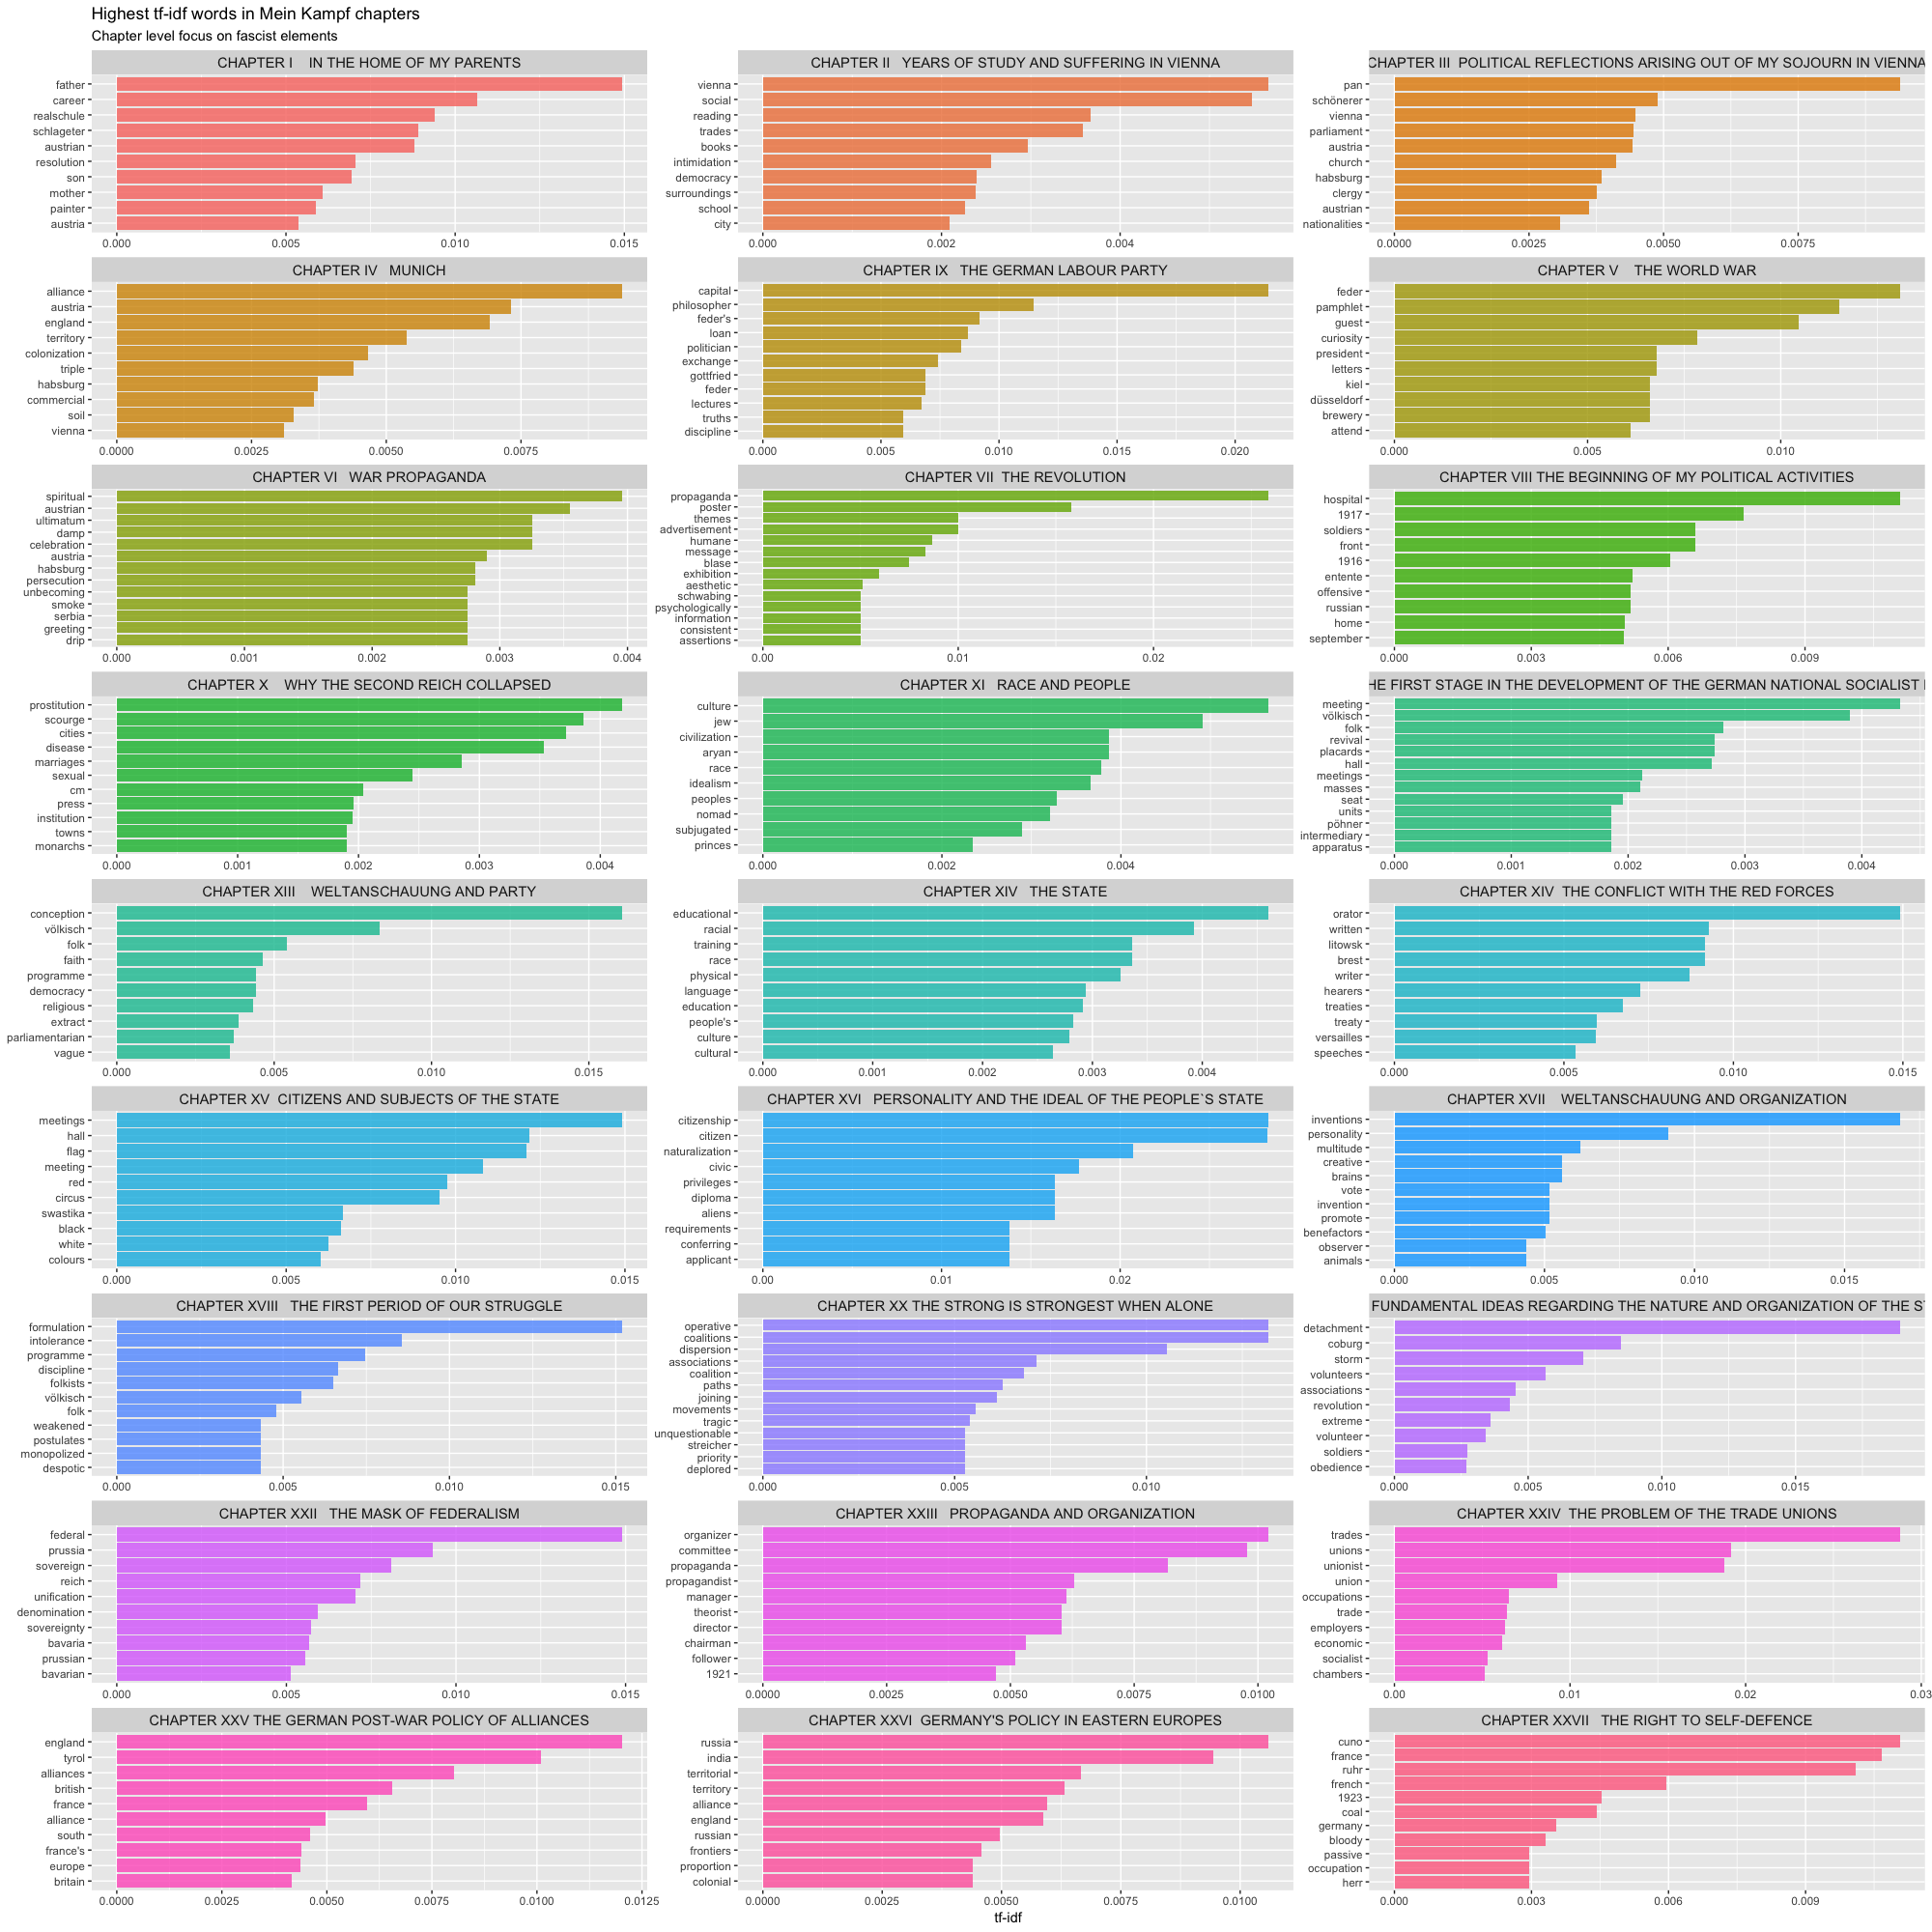 Highest tf-idf words in Mein Kampf chapters
Chapter level focus on fascist elements
CHAPTER I IN THE HOME OF MY PARENTS
father
career
realschule
schlageter
austrian
resolution
son
mother
painter
austria
0.000 0.005 0.010 0.015
CHAPTER II YEARS OF STUDY AND SUFFERING IN VIENNA
vienna
social
reading
trades
books
intimidation
democracy
surroundings
school
city
0.000 0.002 0.004
CHAPTER III POLITICAL REFLECTIONS ARISING OUT OF MY SOJOURN IN VIENNA
pan
schönerer
vienna
parliament
austria
church
habsburg
clergy
austrian
nationalities
0.0000 0.0025 0.0050 0.0075
CHAPTER IV MUNICH
alliance
austria
england
territory
colonization
triple
habsburg
commercial
soil
vienna
0.0000 0.0025 0.0050 0.0075
CHAPTER IX THE GERMAN LABOUR PARTY
capital
philosopher
feder's
loan
politician
exchange
gottfried
feder
lectures
truths
discipline
0.000 0.005 0.010 0.015 0.020
CHAPTER V THE WORLD WAR
feder
pamphlet
guest
curiosity
president
letters
kiel
düsseldorf
brewery
attend
0.000 0.005 0.010
CHAPTER VI WAR PROPAGANDA
spiritual
austrian
ultimatum
damp
celebration
austria
habsburg
persecution
unbecoming
smoke
serbia
greeting
drip
0.000 0.001 0.002 0.003 0.004
CHAPTER VII THE REVOLUTION
propaganda
poster
themes
advertisement
humane
message
blase
exhibition
aesthetic
schwabing
psychologically
information
consistent
assertions
0.00 0.01 0.02
CHAPTER VIII THE BEGINNING OF MY POLITICAL ACTIVITIES
hospital
1917
soldiers
front
1916
entente
offensive
russian
home
september
0.000 0.003 0.006 0.009
CHAPTER X WHY THE SECOND REICH COLLAPSED
prostitution
scourge
cities
disease
marriages
sexual
cm
press
institution
towns
monarchs
0.000 0.001 0.002 0.003 0.004
CHAPTER XI RACE AND PEOPLE
culture
jew
civilization
aryan
race
idealism
peoples
nomad
subjugated
princes
0.000 0.002 0.004
HE FIRST STAGE IN THE DEVELOPMENT OF THE GERMAN NATIONAL SOCIALIST
meeting
völkisch
folk
revival
placards
hall
meetings
masses
seat
units
pöhner
intermediary
apparatus
0.000 0.001 0.002 0.003 0.004
CHAPTER XIII WELTANSCHAUUNG AND PARTY
conception
völkisch
folk
faith
programme
democracy
religious
extract
parliamentarian
vague
0.000 0.005 0.010 0.015
CHAPTER XIV THE STATE
educational
racial
training
race
physical
language
education
people's
culture
cultural
0.000 0.001 0.002 0.003 0.004
CHAPTER XIV THE CONFLICT WITH THE RED FORCES
orator
written
litowsk
brest
writer
hearers
treaties
treaty
versailles
speeches
0.000 0.005 0.010 0.015
CHAPTER XV CITIZENS AND SUBJECTS OF THE STATE
meetings
hall
flag
meeting
red
circus
swastika
black
white
colours
0.000 0.005 0.010 0.015
CHAPTER XVI PERSONALITY AND THE IDEAL OF THE PEOPLE`S STATE
citizenship
citizen
naturalization
civic
privileges
diploma
aliens
requirements
conferring
applicant
0.00 0.01 0.02
CHAPTER XVII WELTANSCHAUUNG AND ORGANIZATION
inventions
personality
multitude
creative
brains
vote
invention
promote
benefactors
observer
animals
0.000 0.005 0.010 0.015
CHAPTER XVIII THE FIRST PERIOD OF OUR STRUGGLE
formulation
intolerance
programme
discipline
folkists
völkisch
folk
weakened
postulates
monopolized
despotic
0.000 0.005 0.010 0.015
CHAPTER XX THE STRONG IS STRONGEST WHEN ALONE
operative
coalitions
dispersion
associations
coalition
paths
joining
movements
tragic
unquestionable
streicher
priority
deplored
0.000 0.005 0.010
FUNDAMENTAL IDEAS REGARDING THE NATURE AND ORGANIZATION OF THE S
detachment
coburg
storm
volunteers
associations
revolution
extreme
volunteer
soldiers
obedience
0.000 0.005 0.010 0.015
CHAPTER XXII THE MASK OF FEDERALISM
federal
prussia
sovereign
reich
unification
denomination
sovereignty
bavaria
prussian
bavarian
0.000 0.005 0.010 0.015
CHAPTER XXIII PROPAGANDA AND ORGANIZATION
organizer
committee
propaganda
propagandist
manager
theorist
director
chairman
follower
1921
0.0000 0.0025 0.0050 0.0075 0.0100
CHAPTER XXIV THE PROBLEM OF THE TRADE UNIONS
trades
unions
unionist
union
occupations
trade
employers
economic
socialist
chambers
0.00 0.01 0.02 0.03
CHAPTER XXV THE GERMAN POST-WAR POLICY OF ALLIANCES
england
tyrol
alliances
british
france
alliance
south
france's
europe
britain
0.0000 0.0025 0.0050 0.0075 0.0100 0.0125
CHAPTER XXVI GERMANY'S POLICY IN EASTERN EUROPES
russia
india
territorial
territory
alliance
england
russian
frontiers
proportion
colonial
0.0000 0.0025 0.0050 0.0075 0.0100
CHAPTER XXVII THE RIGHT TO SELF-DEFENCE
cuno
france
ruhr
french
1923
coal
germany
bloody
passive
occupation
herr
0.000 0.003 0.006 0.009
tf-idf